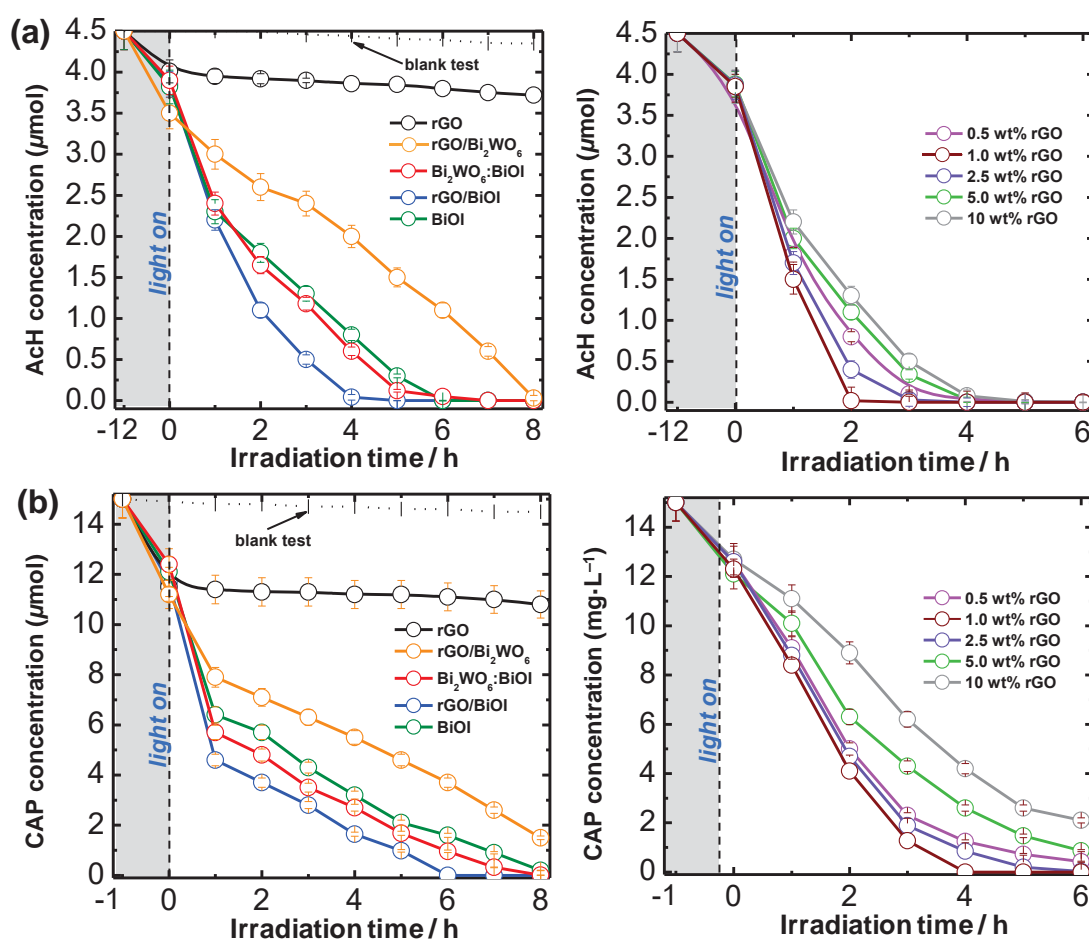 (a)
AcH concentration (µmol)
4.5
4.0
3.5
3.0
2.5
2.0
1.5
1.0
0.5
0.0
blank test
rGO
rGO/Bi₂WO₆
Bi₂WO₆:BiOI
rGO/BiOI
BiOI
light on
-12 0 2 4 6 8
Irradiation time / h
AcH concentration (µmol)
4.5
4.0
3.5
3.0
2.5
2.0
1.5
1.0
0.5
0.0
0.5 wt% rGO
1.0 wt% rGO
2.5 wt% rGO
5.0 wt% rGO
10 wt% rGO
light on
-12 0 2 4 6
Irradiation time / h
(b)
CAP concentration (µmol)
14
12
10
8
6
4
2
0
blank test
rGO
rGO/Bi₂WO₆
Bi₂WO₆:BiOI
rGO/BiOI
BiOI
light on
-1 0 1 2 3 4 5 6 7 8
Irradiation time / h
CAP concentration (mg·L⁻¹)
14
12
10
8
6
4
2
0
0.5 wt% rGO
1.0 wt% rGO
2.5 wt% rGO
5.0 wt% rGO
10 wt% rGO
light on
-1 0 2 4 6
Irradiation time / h